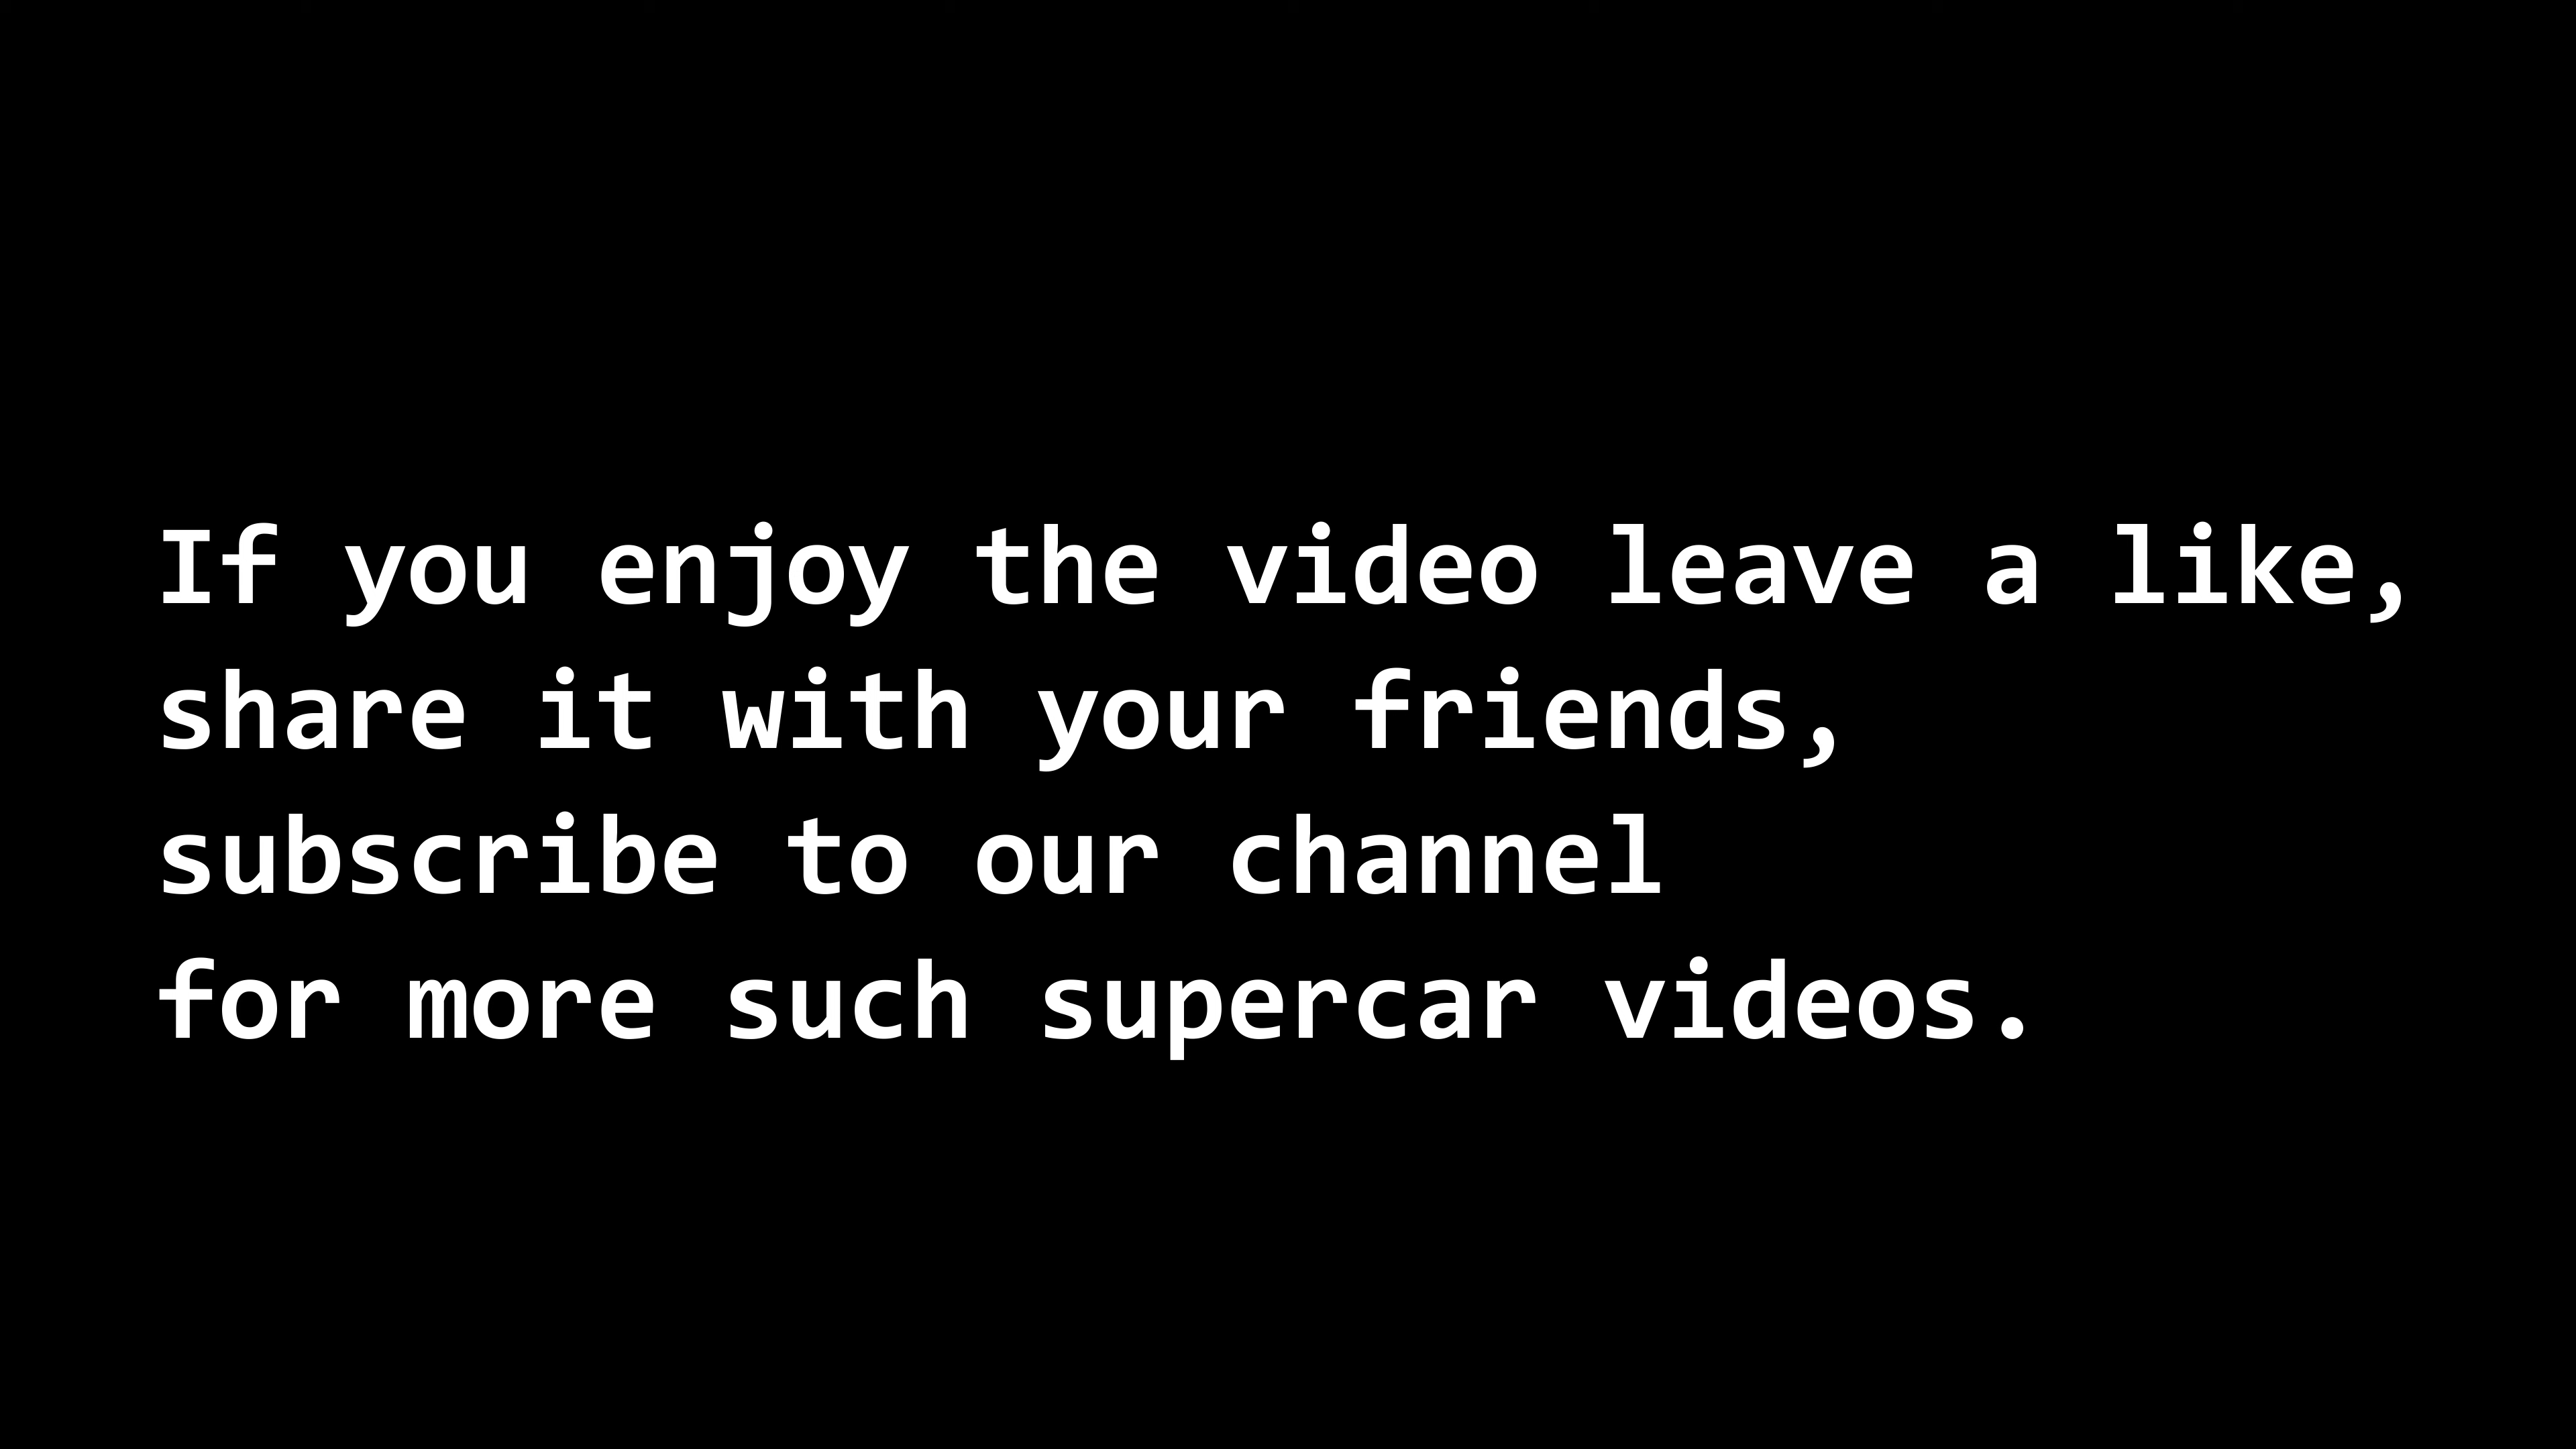 If you enjoy the video leave a like,
share it with your friends,
subscribe to our channel
for more such supercar videos.